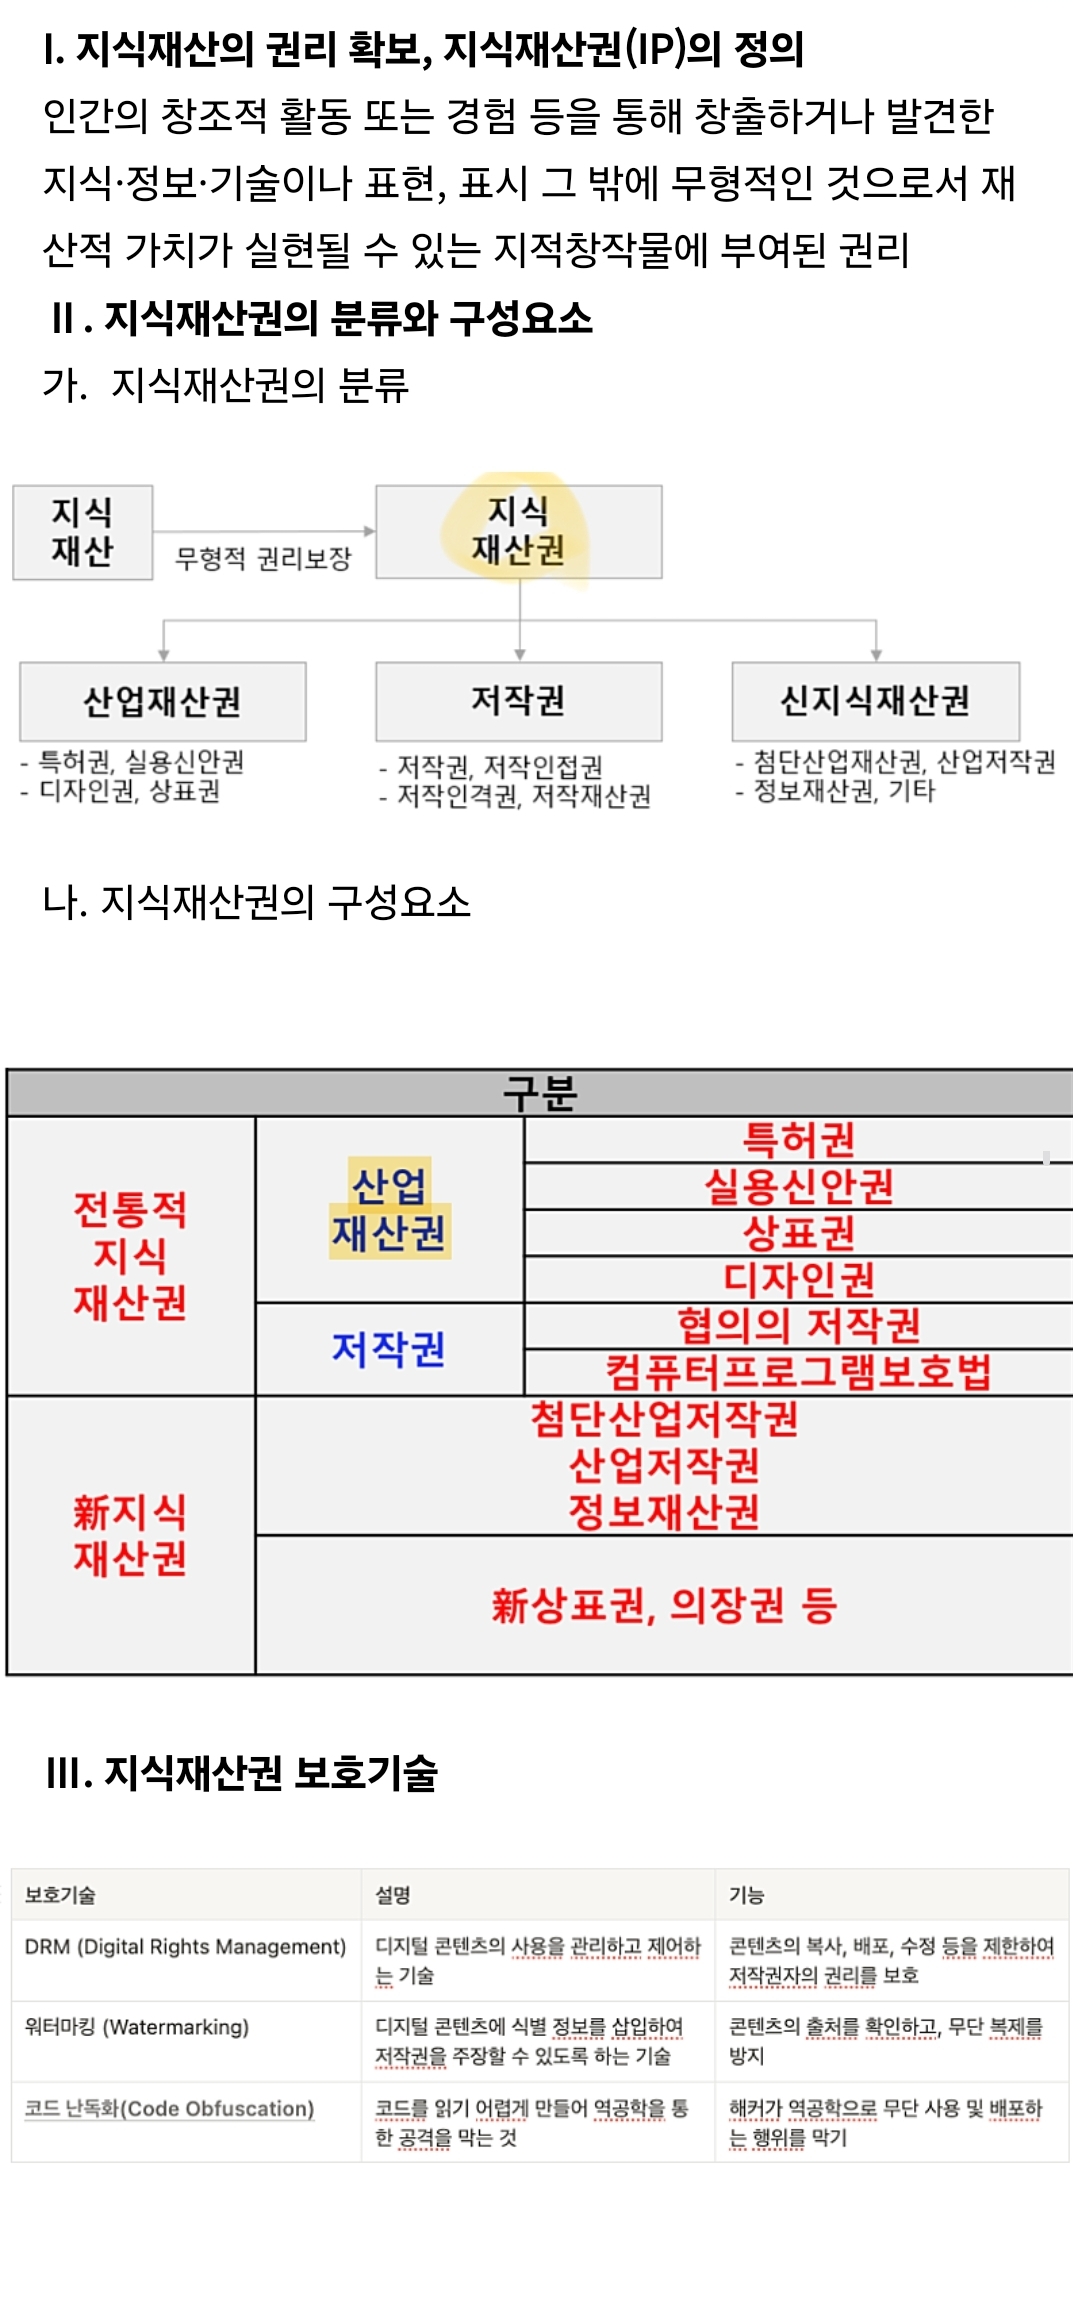 I. 지식재산의 권리 확보, 지식재산권(IP)의 정의
인간의 창조적 활동 또는 경험 등을 통해 창출하거나 발견한
지식·정보·기술이나 표현, 표시 그 밖에 무형적인 것으로서 재
산적 가치가 실현될 수 있는 지적창작물에 부여된 권리
Ⅱ. 지식재산권의 분류와 구성요소
가. 지식재산권의 분류
지식
재산
무형적 권리보장
지식
재산권
산업재산권
- 특허권, 실용신안권
- 디자인권, 상표권
저작권
- 저작권, 저작인접권
- 저작인격권, 저작재산권
신지식재산권
- 첨단산업재산권, 산업저작권
- 정보재산권, 기타
나. 지식재산권의 구성요소
구분
전통적
지식
재산권
산업
재산권
특허권
실용신안권
상표권
디자인권
저작권
협의의 저작권
컴퓨터프로그램보호법
新지식
재산권
첨단산업저작권
산업저작권
정보재산권
新상표권, 의장권 등
III. 지식재산권 보호기술
보호기술 설명 기능
DRM (Digital Rights Management)
디지털 콘텐츠의 사용을 관리하고 제어하
는 기술
콘텐츠의 복사, 배포, 수정 등을 제한하여
저작권자의 권리를 보호
워터마킹 (Watermarking)
디지털 콘텐츠에 식별 정보를 삽입하여
저작권을 주장할 수 있도록 하는 기술
콘텐츠의 출처를 확인하고, 무단 복제를
방지
코드 난독화(Code Obfuscation)
코드를 읽기 어렵게 만들어 역공학을 통
한 공격을 막는 것
해커가 역공학으로 무단 사용 및 배포하
는 행위를 막기